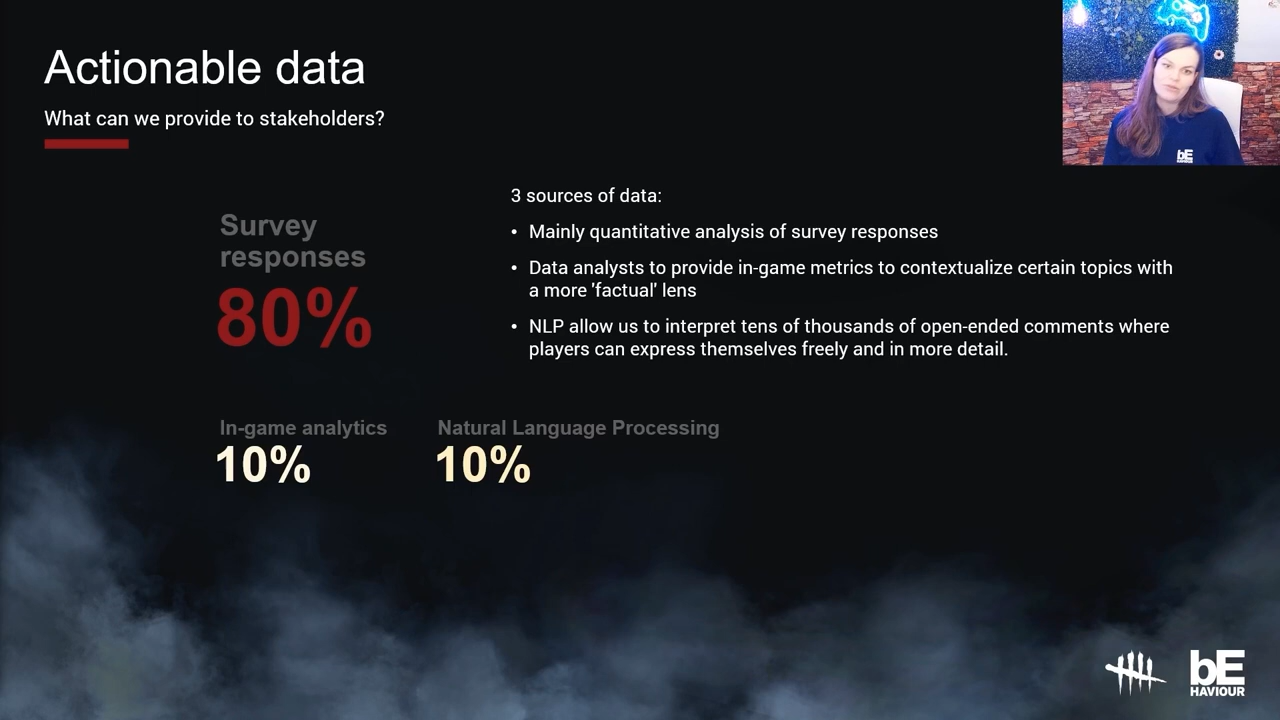 Actionable data
What can we provide to stakeholders?
Survey
responses
80%
3 sources of data:
• Mainly quantitative analysis of survey responses
• Data analysts to provide in-game metrics to contextualize certain topics with
a more 'factual' lens
• NLP allow us to interpret tens of thousands of open-ended comments where
players can express themselves freely and in more detail.
In-game analytics
10%
Natural Language Processing
10%
bE
HAVIOUR
bE
HAVIOUR